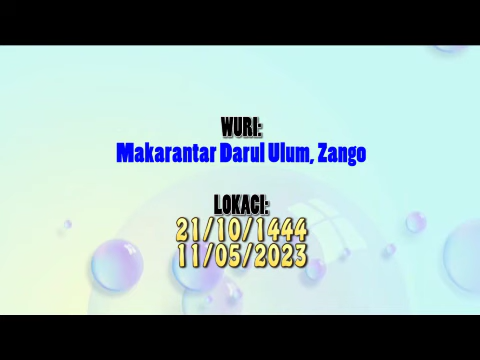 WURI:
Makarantar Darul Ulum, Zango
LOKACI:
21/10/1444
11/05/2023